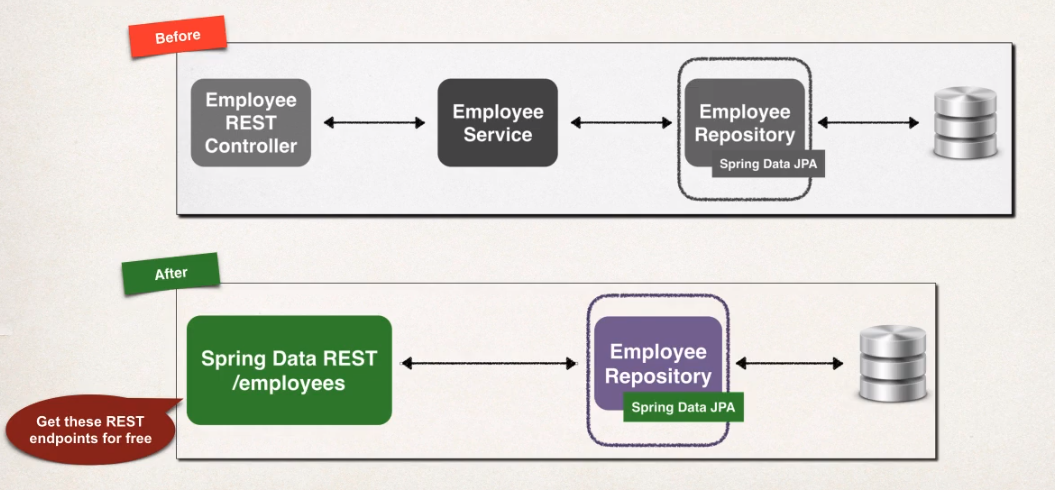 Before
Employee
REST
Controller
Employee
Service
Employee
Repository
Spring Data JPA
After
Spring Data REST
/employees
Employee
Repository
Spring Data JPA
Get these REST
endpoints for free